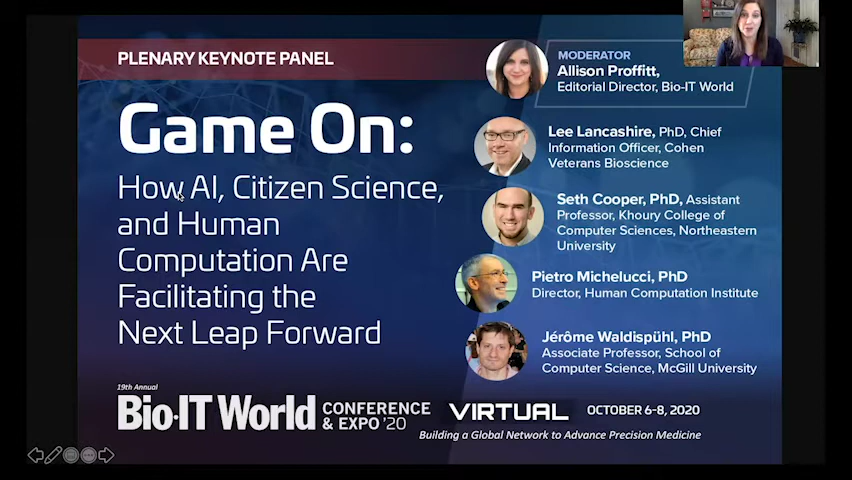 PLENARY KEYNOTE PANEL
Game On:
How AI, Citizen Science,
and Human
Computation Are
Facilitating the
Next Leap Forward
MODERATOR
Allison Proffitt,
Editorial Director, Bio-IT World
Lee Lancashire, PhD, Chief
Information Officer, Cohen
Veterans Bioscience
Seth Cooper, PhD, Assistant
Professor, Khoury College of
Computer Sciences, Northeastern
University
Pietro Michelucci, PhD
Director, Human Computation Institute
Jérôme Waldispühl, PhD
Associate Professor, School of
Computer Science, McGill University
19th Annual
Bio-IT World CONFERENCE
& EXPO '20
VIRTUAL
OCTOBER 6-8, 2020
Building a Global Network to Advance Precision Medicine